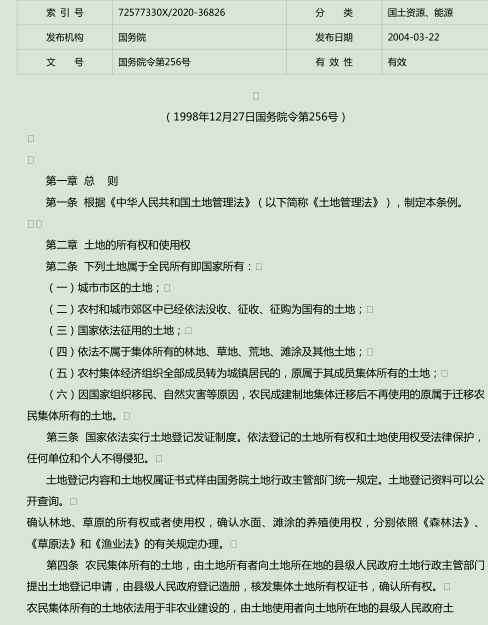 索 引 号 72577330X/2020-36826 分 类 国土资源、能源
发布机构 国务院 发布日期 2004-03-22
文 号 国务院令第256号 有 效 性 有效
（1998年12月27日国务院令第256号）
第一章 总 则
第一条 根据《中华人民共和国土地管理法》（以下简称《土地管理法》），制定本条例。
第二章 土地的所有权和使用权
第二条 下列土地属于全民所有即国家所有：
（一）城市市区的土地；
（二）农村和城市郊区中已经依法没收、征收、征购为国有的土地；
（三）国家依法征用的土地；
（四）依法不属于集体所有的林地、草地、荒地、滩涂及其他土地；
（五）农村集体经济组织全部成员转为城镇居民的，原属于其成员集体所有的土地；
（六）因国家组织移民、自然灾害等原因，农民成建制地集体迁移后不再使用的原属于迁移农
民集体所有的土地。
第三条 国家依法实行土地登记发证制度。依法登记的土地所有权和土地使用权受法律保护，
任何单位和个人不得侵犯。
土地登记内容和土地权属证书式样由国务院土地行政主管部门统一规定。土地登记资料可以公
开查询。
确认林地、草原的所有权或者使用权，确认水面、滩涂的养殖使用权，分别依照《森林法》、
《草原法》和《渔业法》的有关规定办理。
第四条 农民集体所有的土地，由土地所有者向土地所在地的县级人民政府土地行政主管部门
提出土地登记申请，由县级人民政府登记造册，核发集体土地所有权证书，确认所有权。
农民集体所有的土地依法用于非农业建设的，由土地使用者向土地所在地的县级人民政府土